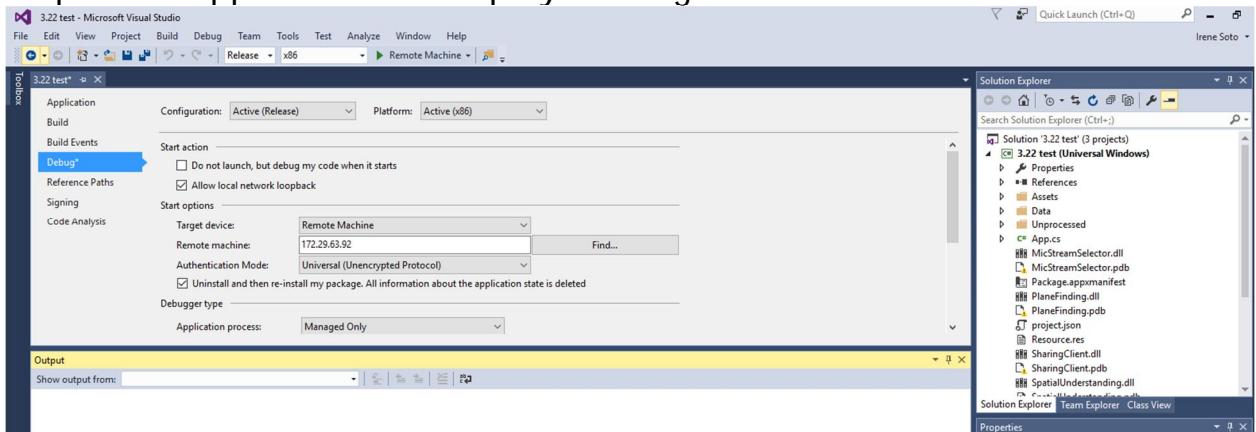 3.22 test - Microsoft Visual Studio
Quick Launch (Ctrl+Q)
File Edit View Project Build Debug Team Tools Test Analyze Window Help
Irene Soto
Release x86 Remote Machine
Toolbox
3.22 test*
Application
Build
Build Events
Debug*
Reference Paths
Signing
Code Analysis
Configuration: Active (Release) Platform: Active (x86)
Start action
Do not launch, but debug my code when it starts
Allow local network loopback
Start options
Target device: Remote Machine
Remote machine: 172.29.63.92 Find...
Authentication Mode: Universal (Unencrypted Protocol)
Uninstall and then re-install my package. All information about the application state is deleted
Debugger type
Application process: Managed Only
Output
Show output from:
Solution Explorer
Search Solution Explorer (Ctrl+;)
Solution '3.22 test' (3 projects)
3.22 test (Universal Windows)
Properties
References
Assets
Data
Unprocessed
App.cs
MicStreamSelector.dll
MicStreamSelector.pdb
Package.appxmanifest
PlaneFinding.dll
PlaneFinding.pdb
project.json
Resource.res
SharingClient.dll
SharingClient.pdb
SpatialUnderstanding.dll
Solution Explorer Team Explorer Class View
Properties